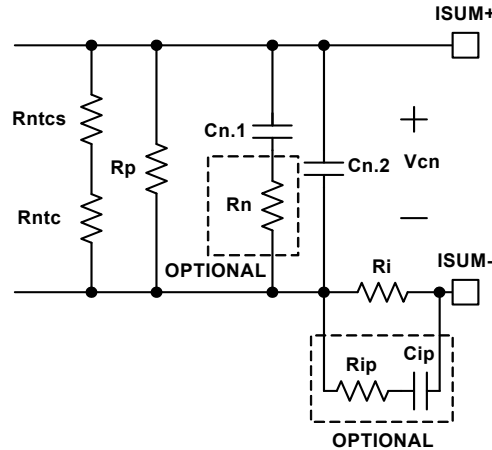 ISUM+
Rntcs
Cn.1
Rp
Cn.2
+
Vcn
Rntc
Rn
−
OPTIONAL
Ri
ISUM-
Rip
Cip
OPTIONAL